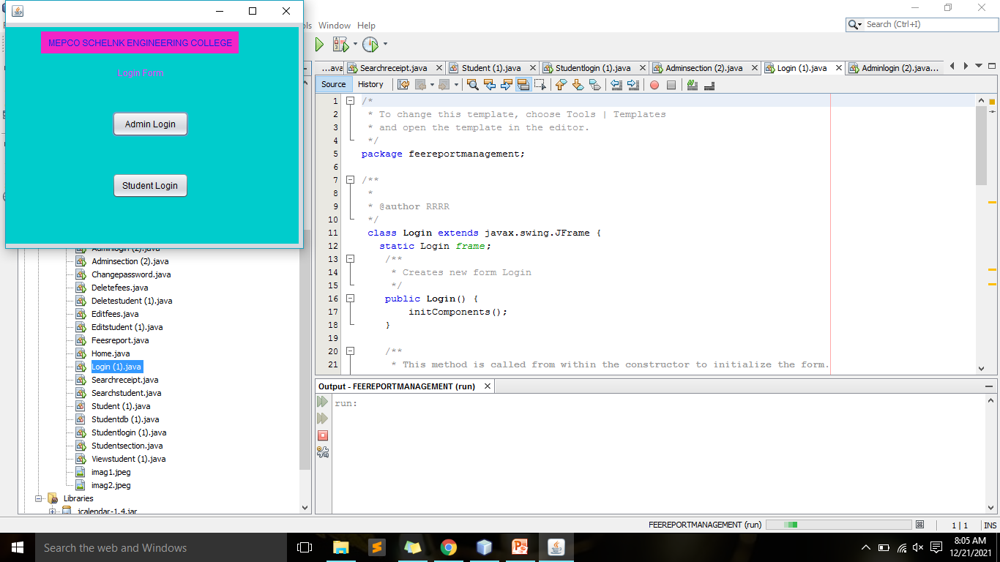 MEPCO SCHELNK ENGINEERING COLLEGE
Login Form
Admin Login
Student Login
Window Help
Search (Ctrl+I)
...ava
Searchreceipt.java
Student (1).java
Studentlogin (1).java
Adminsection (2).java
Login (1).java
Adminlogin (2).java...
Source History
1 /*
2 * To change this template, choose Tools | Templates
3 * and open the template in the editor.
4 */
5 package feereportmanagement;
6
7 /**
8 *
9 * @author RRRR
10 */
11 class Login extends javax.swing.JFrame {
12 static Login frame;
13 /**
14 * Creates new form Login
15 */
16 public Login() {
17 initComponents();
18 }
19
20 /**
21 * This method is called from within the constructor to initialize the form.
Adminlogin (2).java
Adminsection (2).java
Changepassword.java
Deletefees.java
Deletestudent (1).java
Editfees.java
Editstudent (1).java
Feesreport.java
Home.java
Login (1).java
Searchreceipt.java
Searchstudent.java
Student (1).java
Studentdb (1).java
Studentlogin (1).java
Studentsection.java
Viewstudent (1).java
imag1.jpeg
imag2.jpeg
Libraries
jcalendar-1.4.jar
Output - FEEREPORTMANAGEMENT (run)
run:
FEEREPORTMANAGEMENT (run)
1 | 1 INS
Search the web and Windows
8:05 AM
12/21/2021